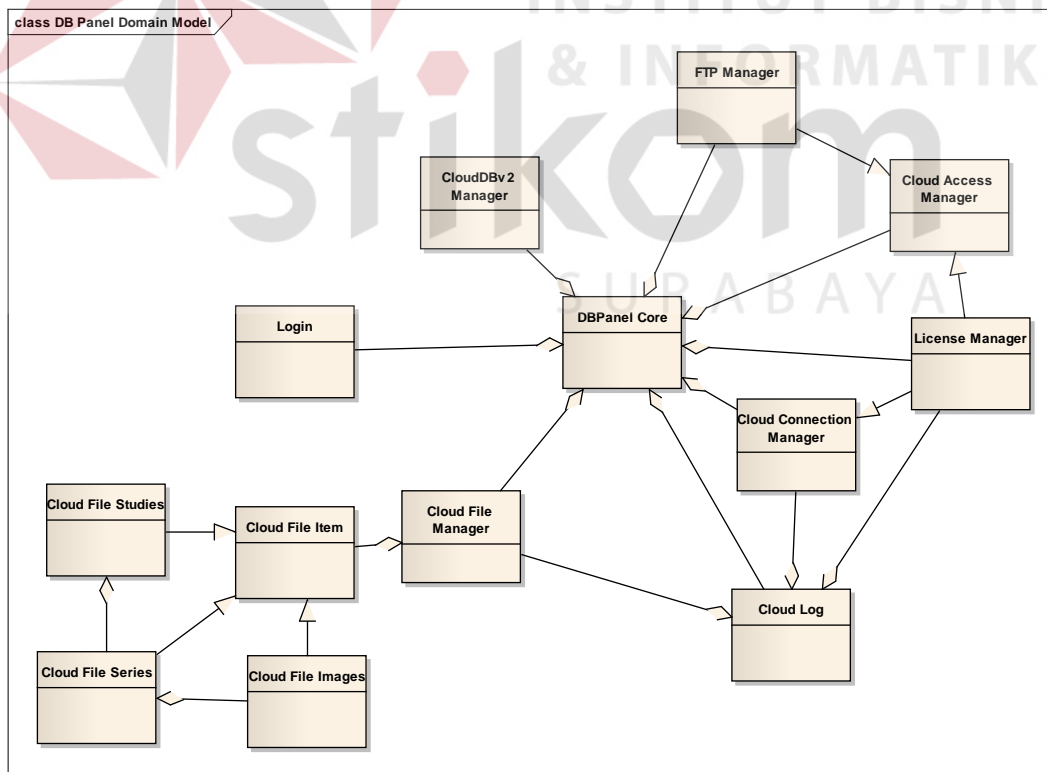 class DB Panel Domain Model
INSTITUT BISNI
& INFORMATIK
stikom
SURABAYA
FTP Manager
CloudDBv2
Manager
Cloud Access
Manager
DBPanel Core
Login
License Manager
Cloud Connection
Manager
Cloud File Studies
Cloud File Item
Cloud File
Manager
Cloud Log
Cloud File Series
Cloud File Images